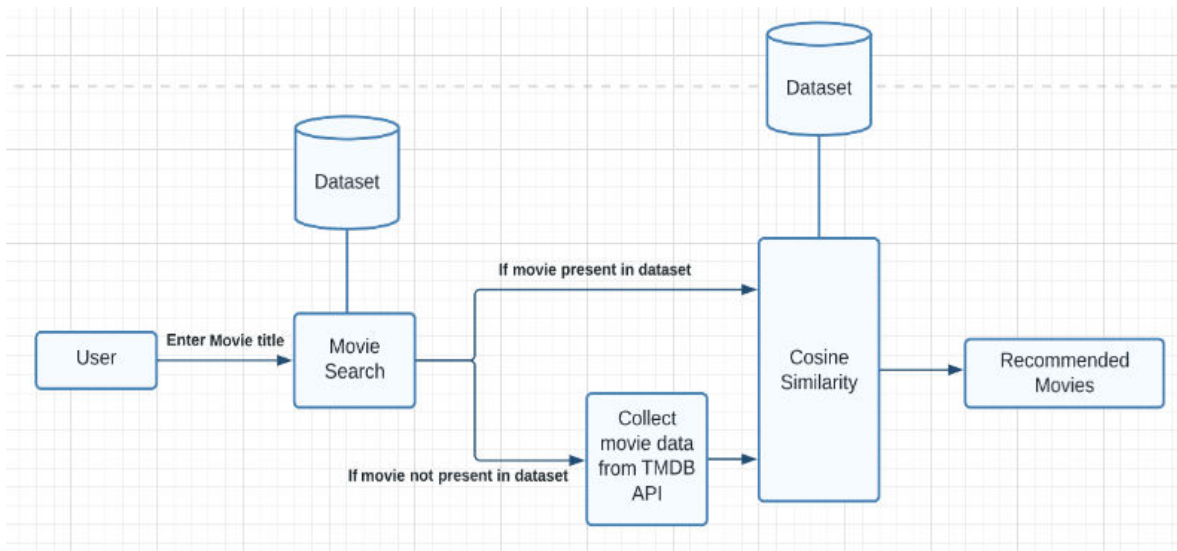 Dataset
Dataset
If movie present in dataset
User
Enter Movie title
Movie
Search
Cosine
Similarity
Recommended
Movies
If movie not present in dataset
Collect
movie data
from TMDB
API